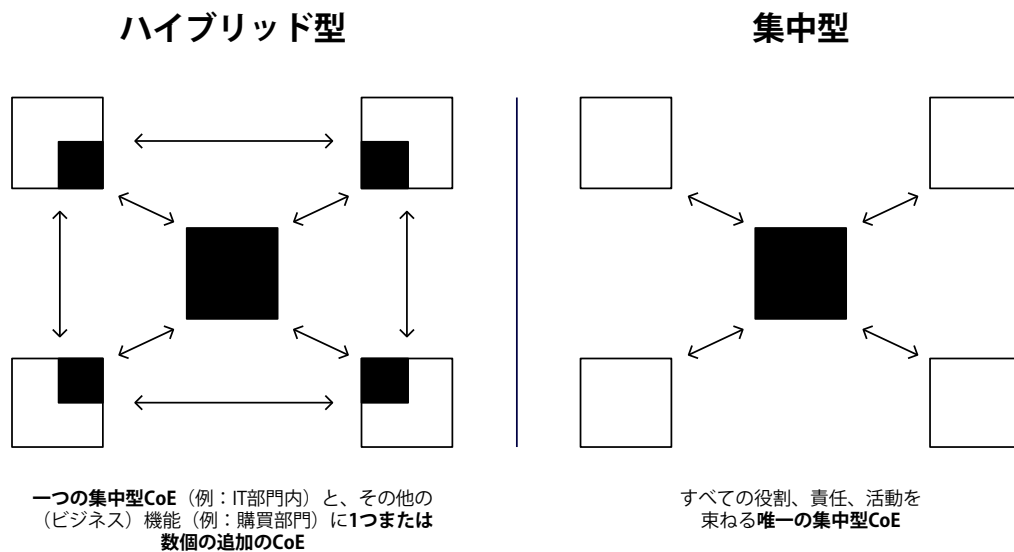 ハイブリッド型
集中型
一つの集中型CoE（例：IT部門内）と、その他の
（ビジネス）機能（例：購買部門）に1つまたは
数個の追加のCoE
すべての役割、責任、活動を
束ねる唯一の集中型CoE